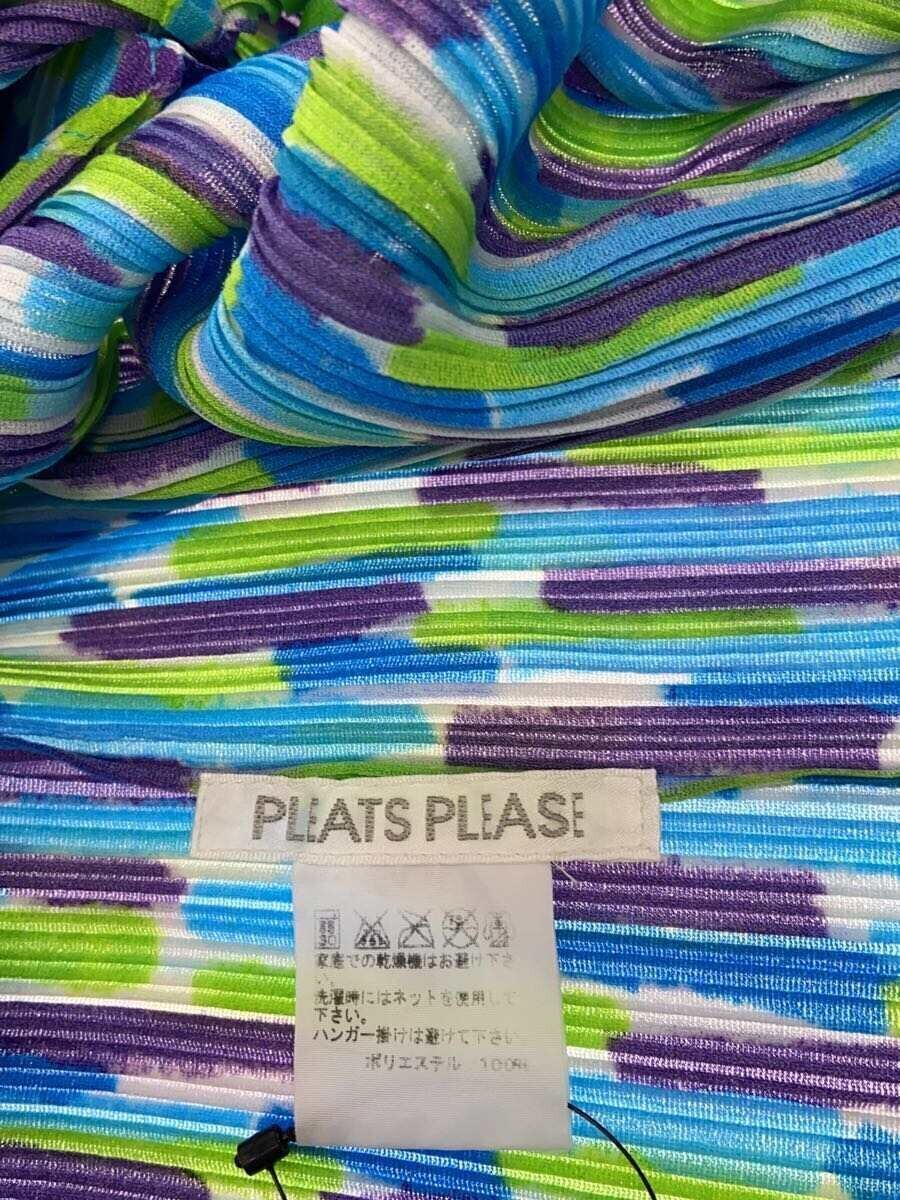 PLEATS PLEASE
家庭での乾燥機はお避け下さ
洗濯時にはネットを使用して
下さい。
ハンガー掛けは避けて下さい
ポリエステル 100%